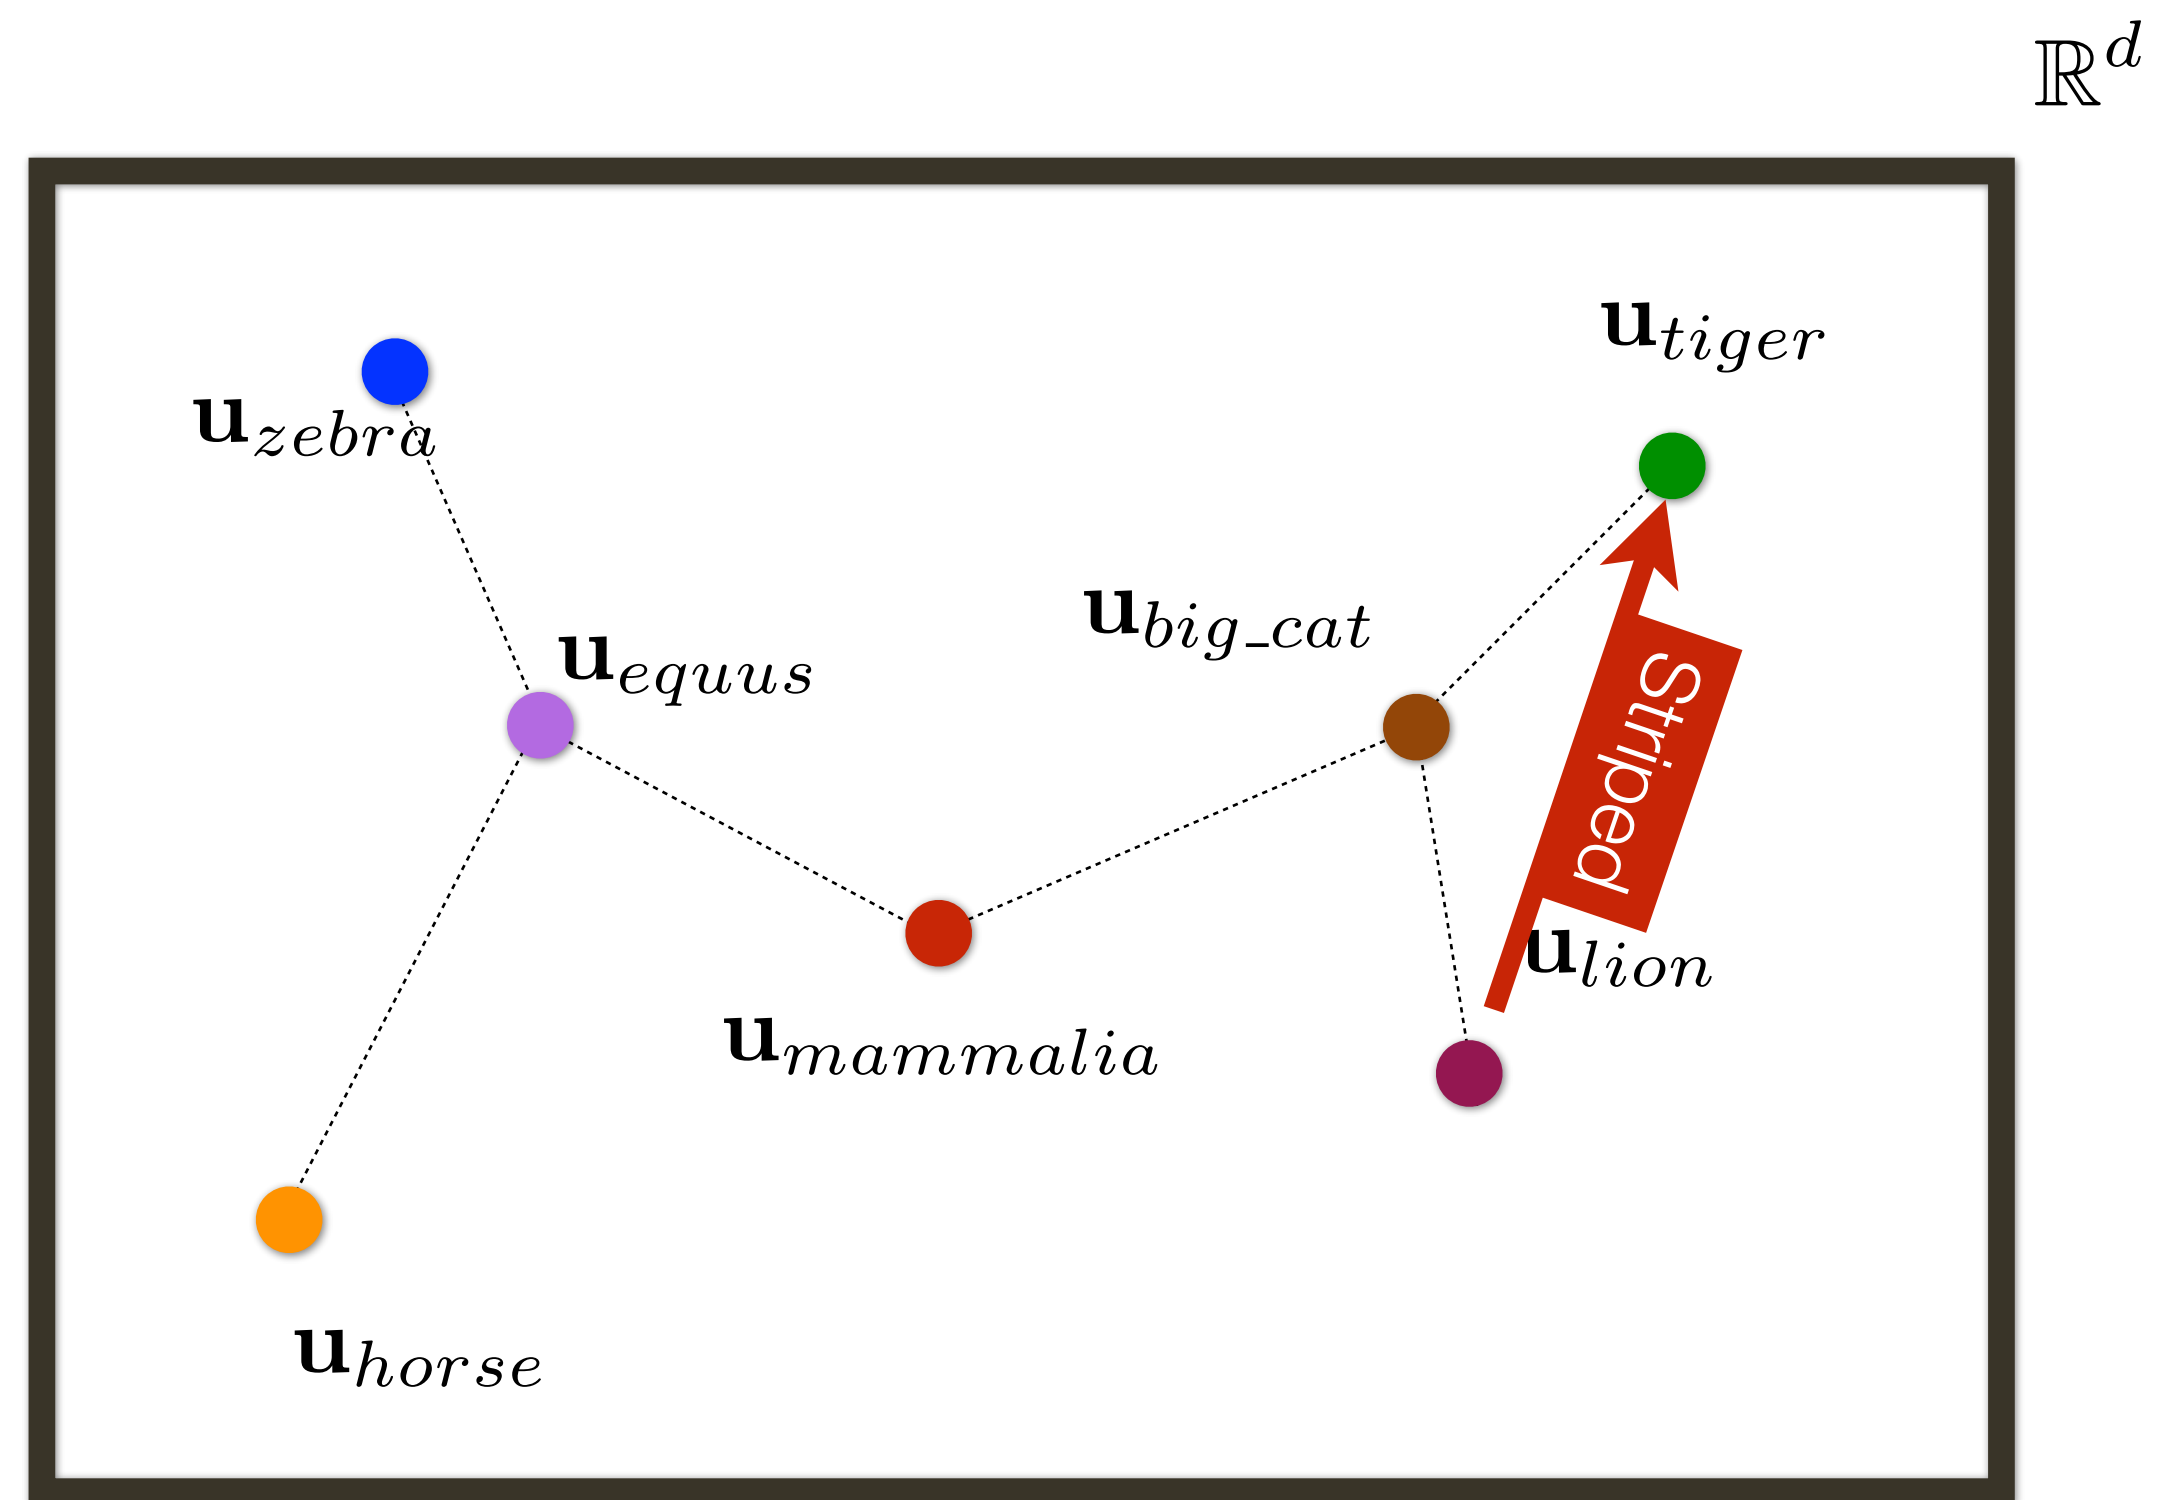 ℝ^d
u_tiger
u_zebra
u_big_cat
u_equus
Striped
u_lion
u_mammalia
u_horse